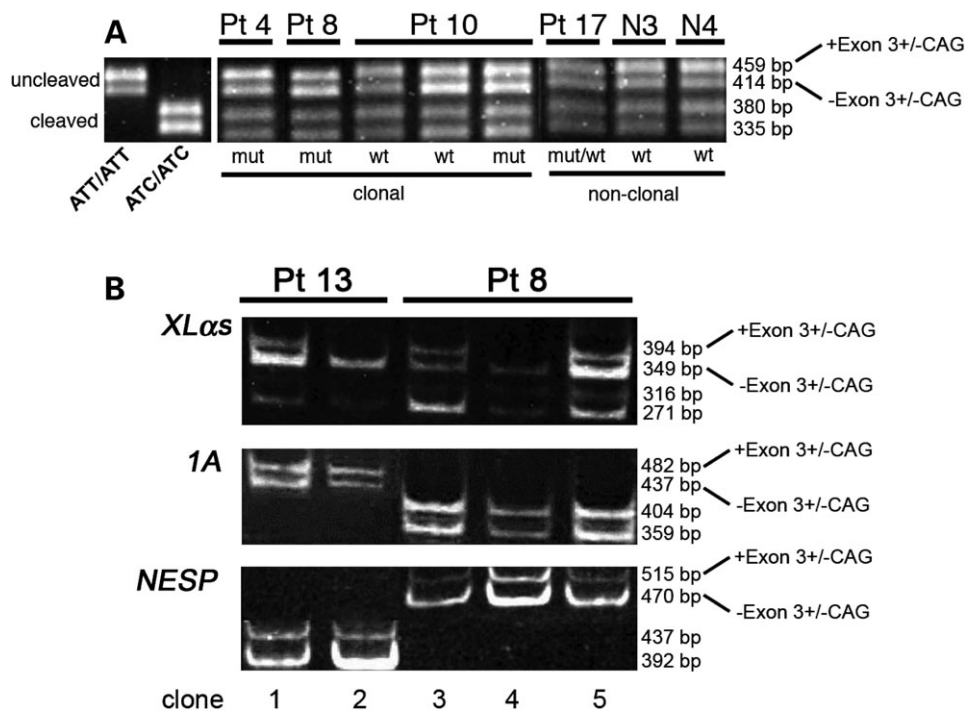 A
Pt 4 Pt 8 Pt 10 Pt 17 N3 N4
+Exon 3+/-CAG
uncleaved
459 bp
414 bp
-Exon 3+/-CAG
cleaved
380 bp
335 bp
ATT/ATT
ATC/ATC
mut mut wt wt mut mut/wt wt wt
clonal non-clonal
B
Pt 13 Pt 8
XLαs
+Exon 3+/-CAG
394 bp
349 bp
-Exon 3+/-CAG
316 bp
271 bp
1A
+Exon 3+/-CAG
482 bp
437 bp
-Exon 3+/-CAG
404 bp
359 bp
NESP
+Exon 3+/-CAG
515 bp
470 bp
-Exon 3+/-CAG
437 bp
392 bp
clone 1 2 3 4 5